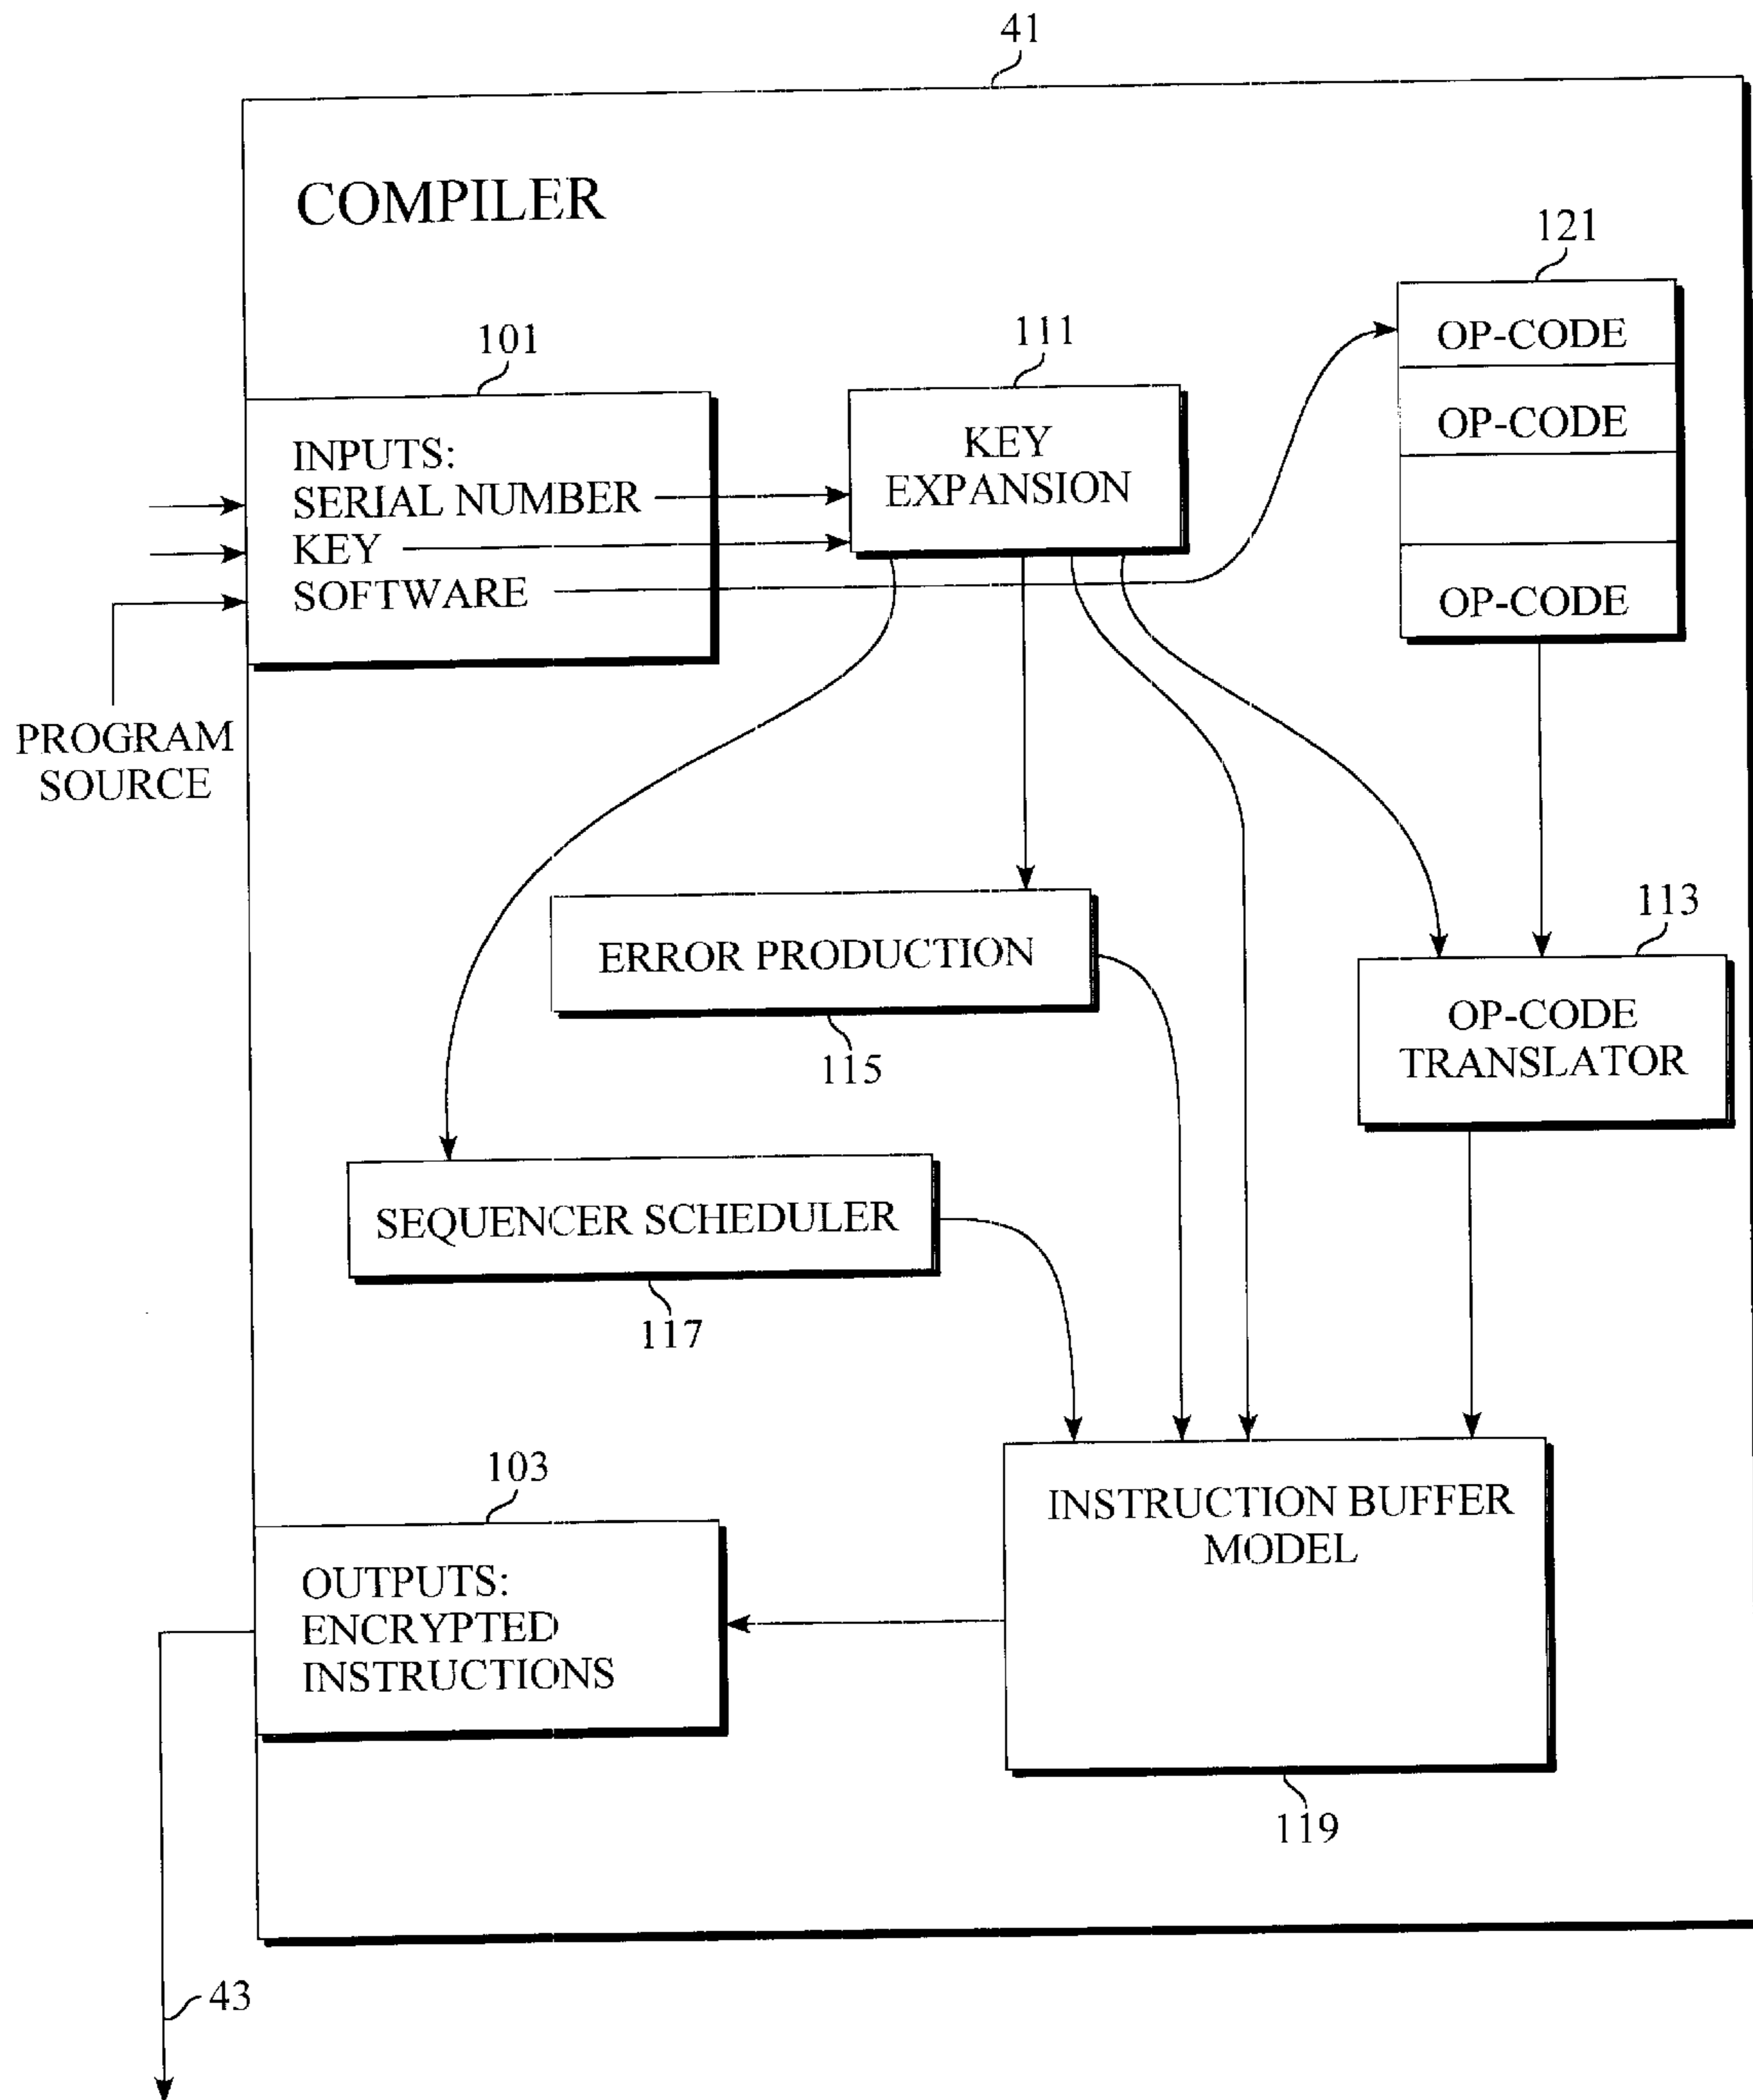 41
COMPILER
121
OP-CODE
OP-CODE
OP-CODE
101
INPUTS:
SERIAL NUMBER
KEY
SOFTWARE
111
KEY
EXPANSION
PROGRAM
SOURCE
ERROR PRODUCTION
115
113
OP-CODE
TRANSLATOR
SEQUENCER SCHEDULER
117
103
OUTPUTS:
ENCRYPTED
INSTRUCTIONS
INSTRUCTION BUFFER
MODEL
119
43